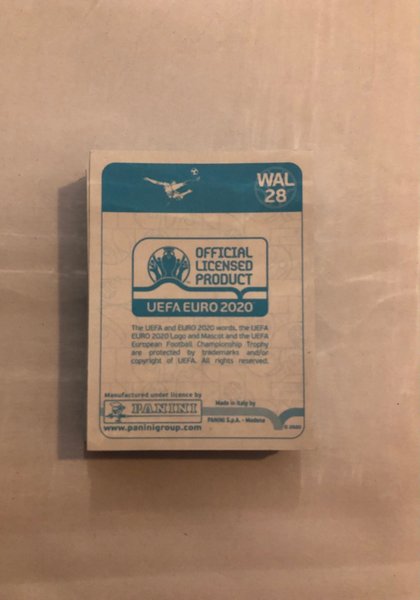 WAL
28
OFFICIAL
LICENSED
PRODUCT
UEFA EURO 2020
The UEFA and EURO 2020 words, the UEFA
EURO 2020 Logo and Mascot and the UEFA
European Football Championship Trophy
are protected by trademarks and/or
copyright of UEFA. All rights reserved.
Manufactured under licence by
PANINI
www.paninigroup.com
Made in Italy by
PANINI S.p.A. - Modena
© 2020